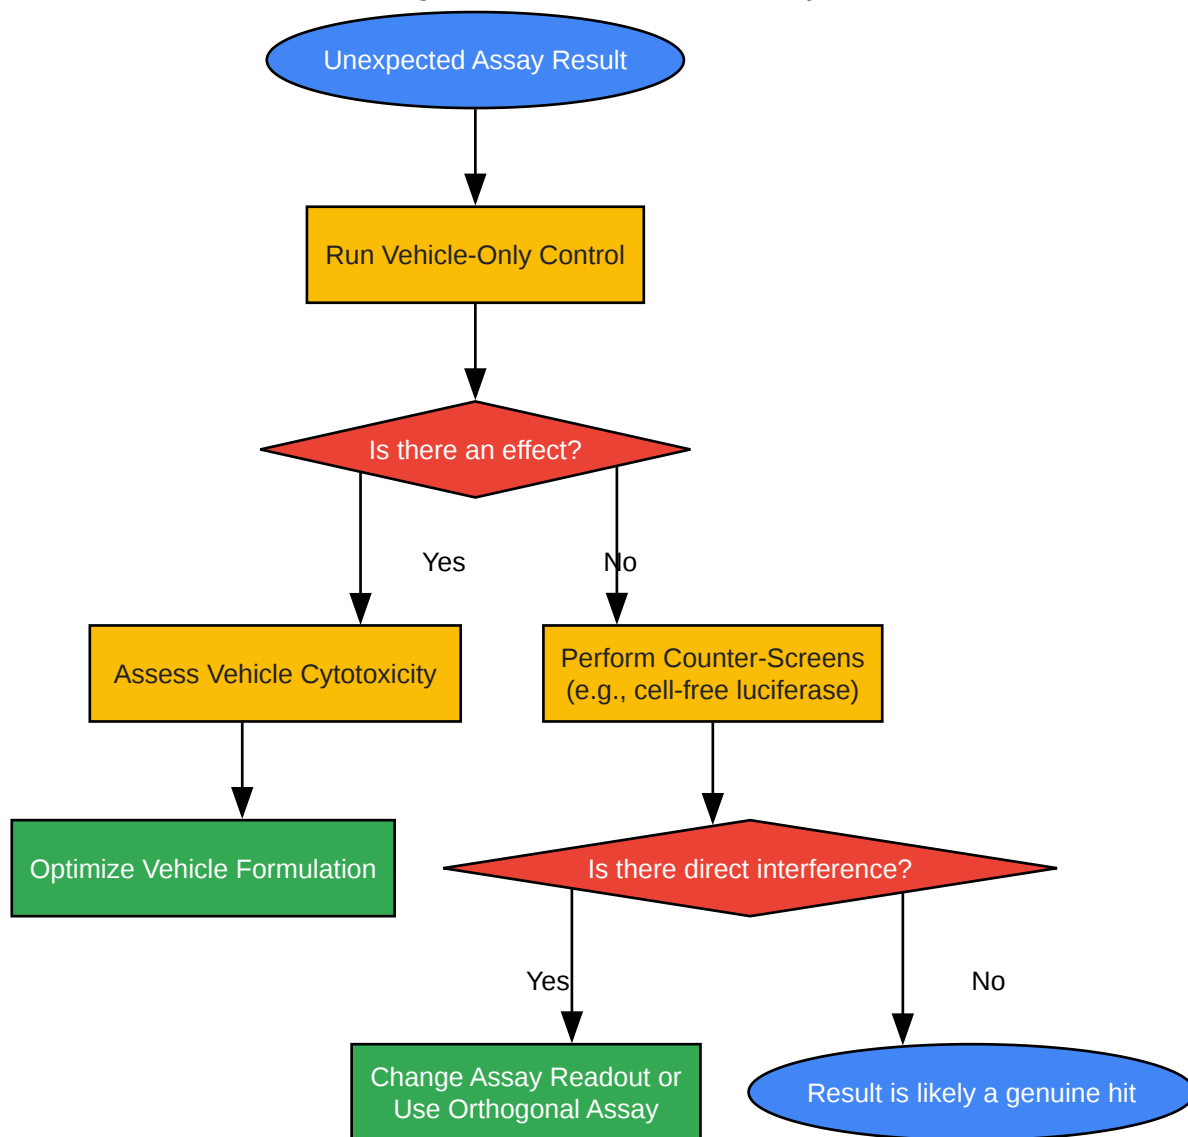 Unexpected Assay Result
Run Vehicle-Only Control
Is there an effect?
Yes
No
Assess Vehicle Cytotoxicity
Perform Counter-Screens
(e.g., cell-free luciferase)
Optimize Vehicle Formulation
Is there direct interference?
Yes
No
Change Assay Readout or
Use Orthogonal Assay
Result is likely a genuine hit